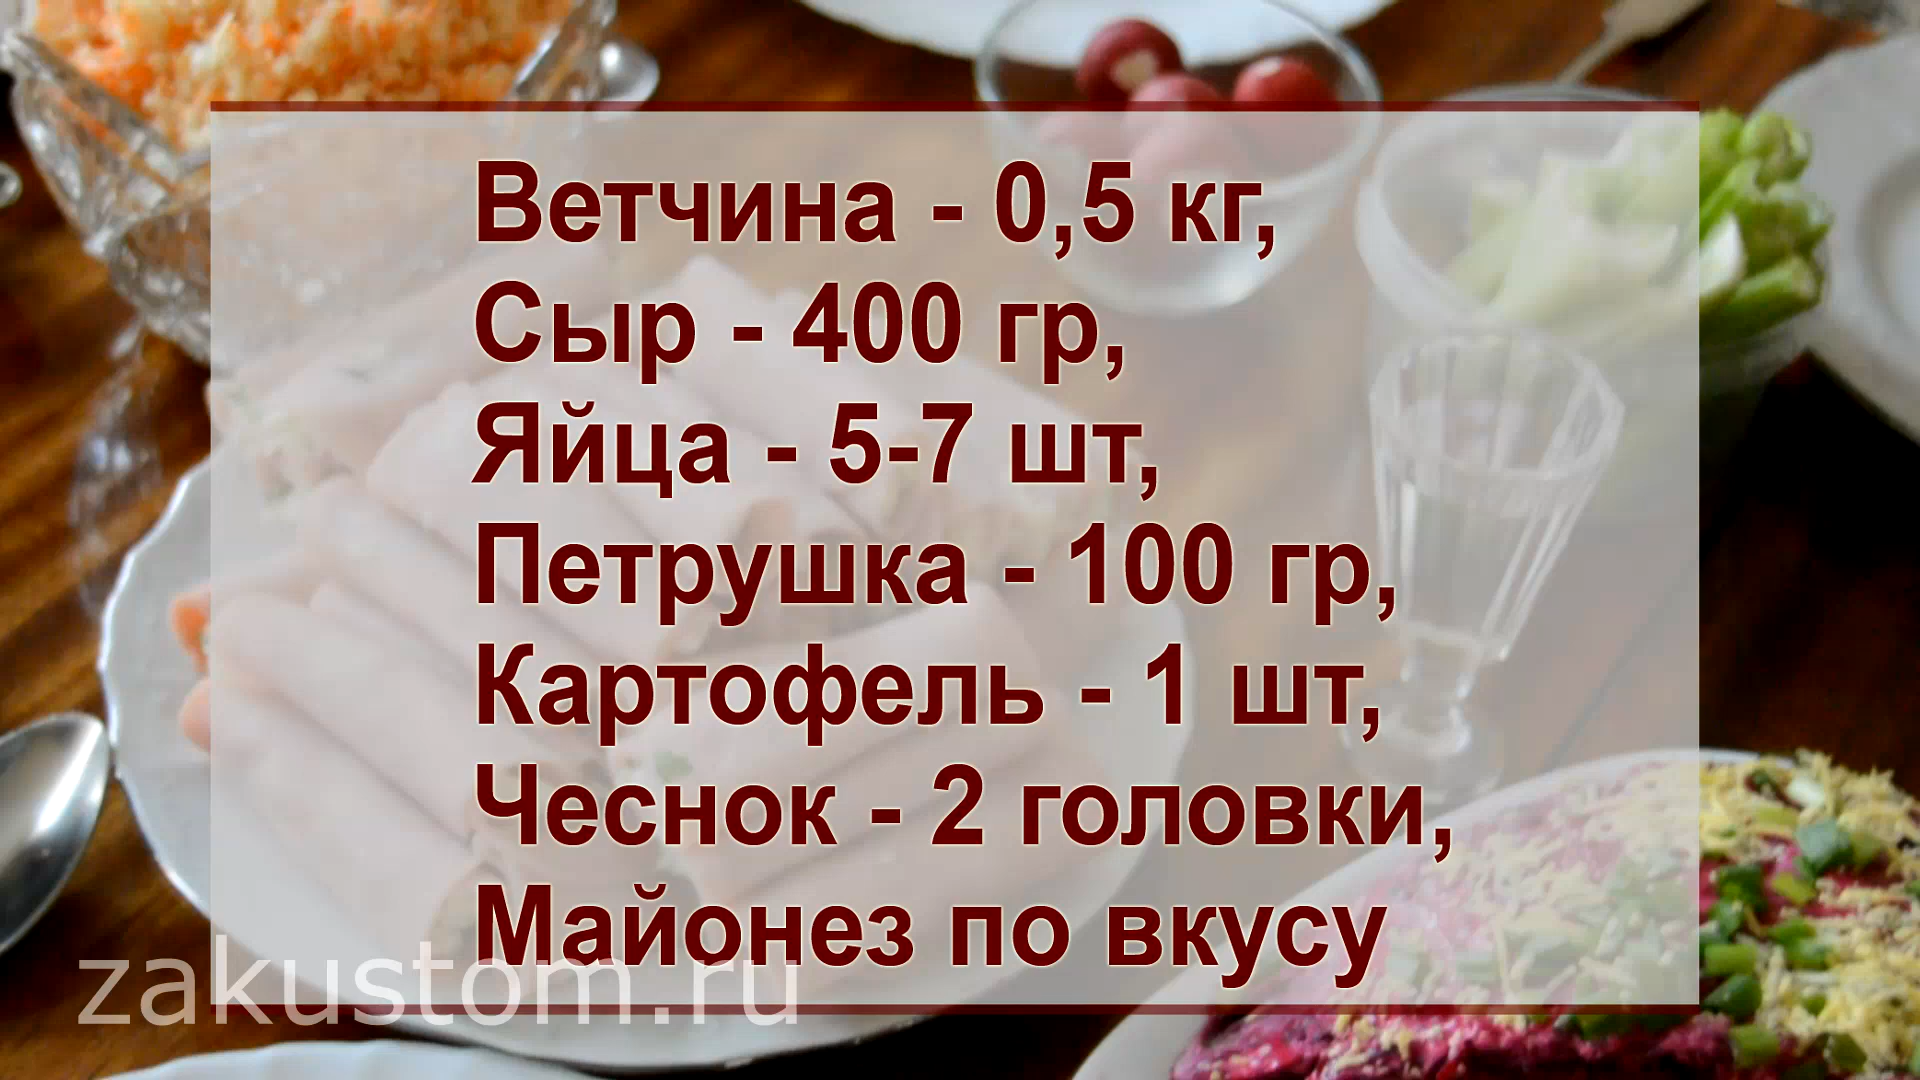 Ветчина - 0,5 кг,
Сыр - 400 гр,
Яйца - 5-7 шт,
Петрушка - 100 гр,
Картофель - 1 шт,
Чеснок - 2 головки,
Майонез по вкусу
zakustom.ru